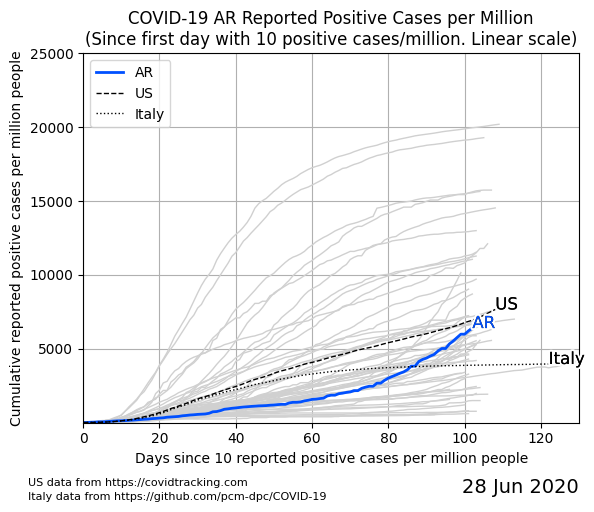 COVID-19 AR Reported Positive Cases per Million
(Since first day with 10 positive cases/million. Linear scale)
Cumulative reported positive cases per million people
25000
20000
15000
10000
5000
AR
US
Italy
US
AR
Italy
0
20
40
60
80
100
120
Days since 10 reported positive cases per million people
US data from https://covidtracking.com
Italy data from https://github.com/pcm-dpc/COVID-19
28 Jun 2020